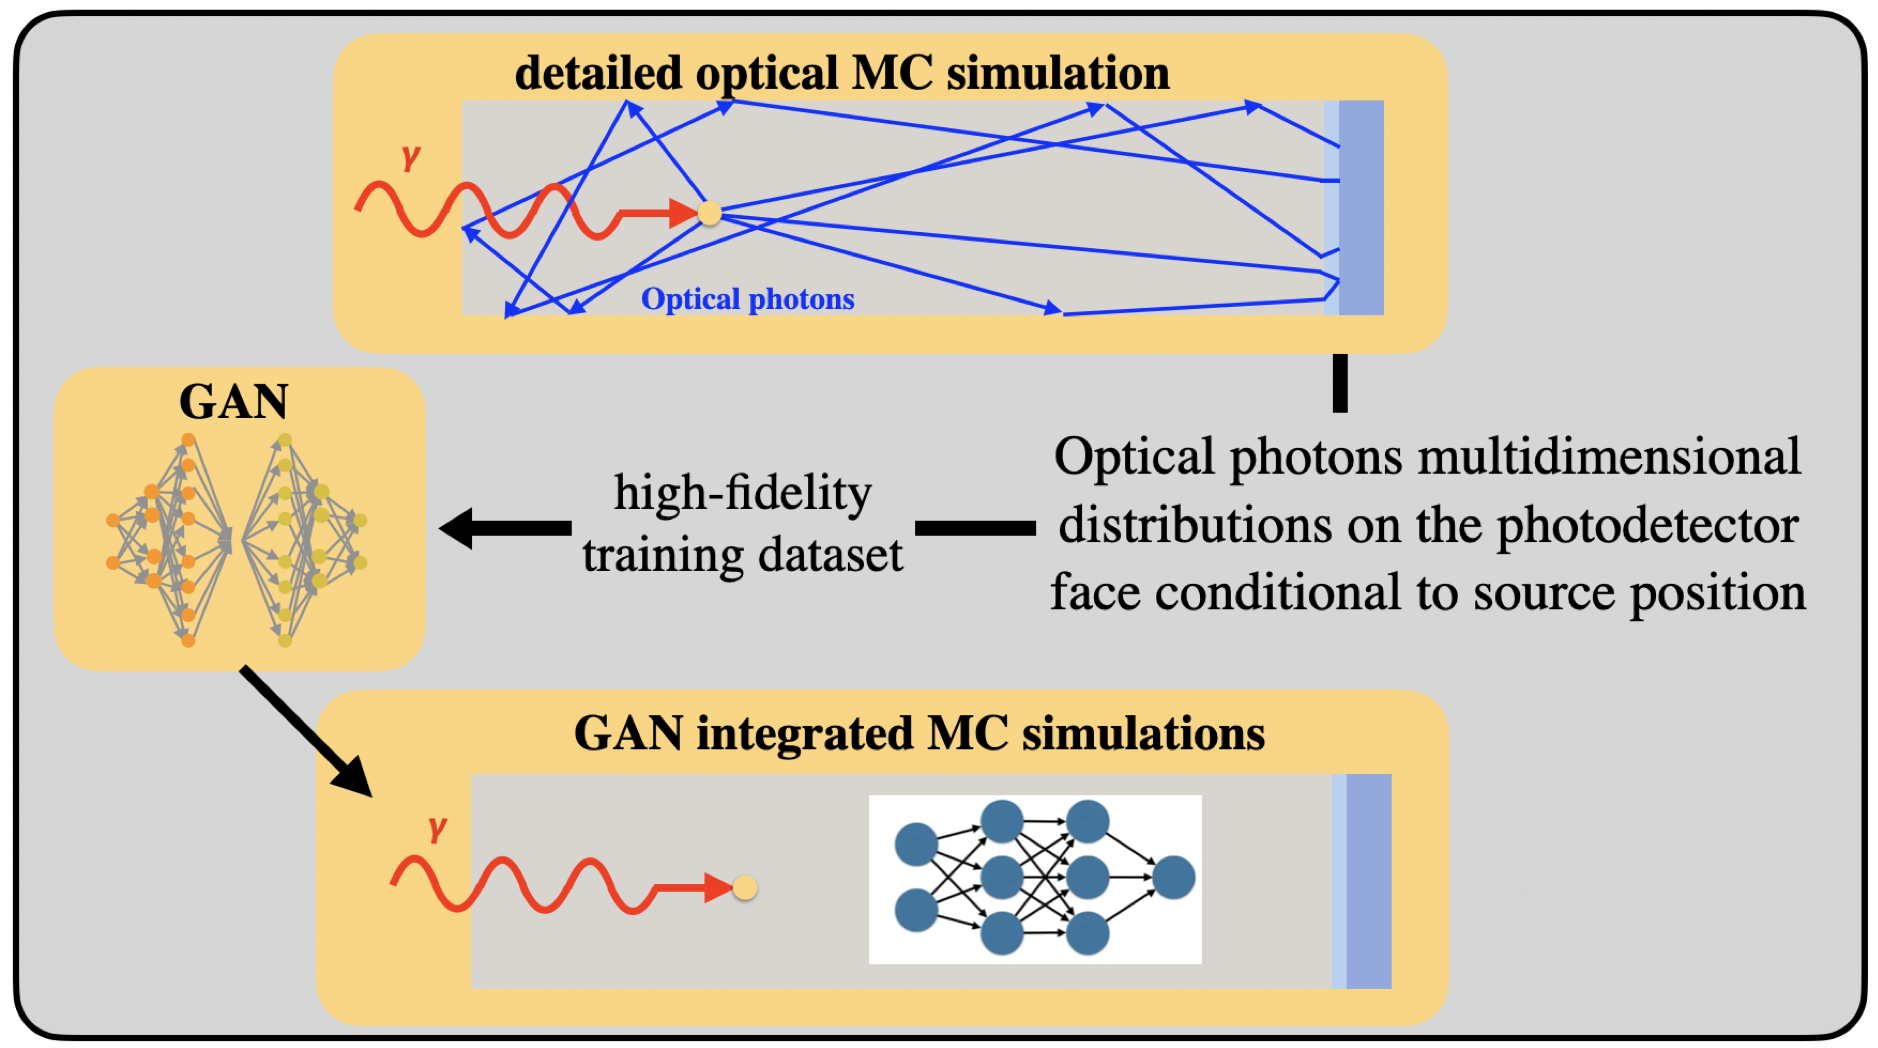 detailed optical MC simulation
γ
Optical photons
GAN
high-fidelity
training dataset
Optical photons multidimensional
distributions on the photodetector
face conditional to source position
GAN integrated MC simulations
γ